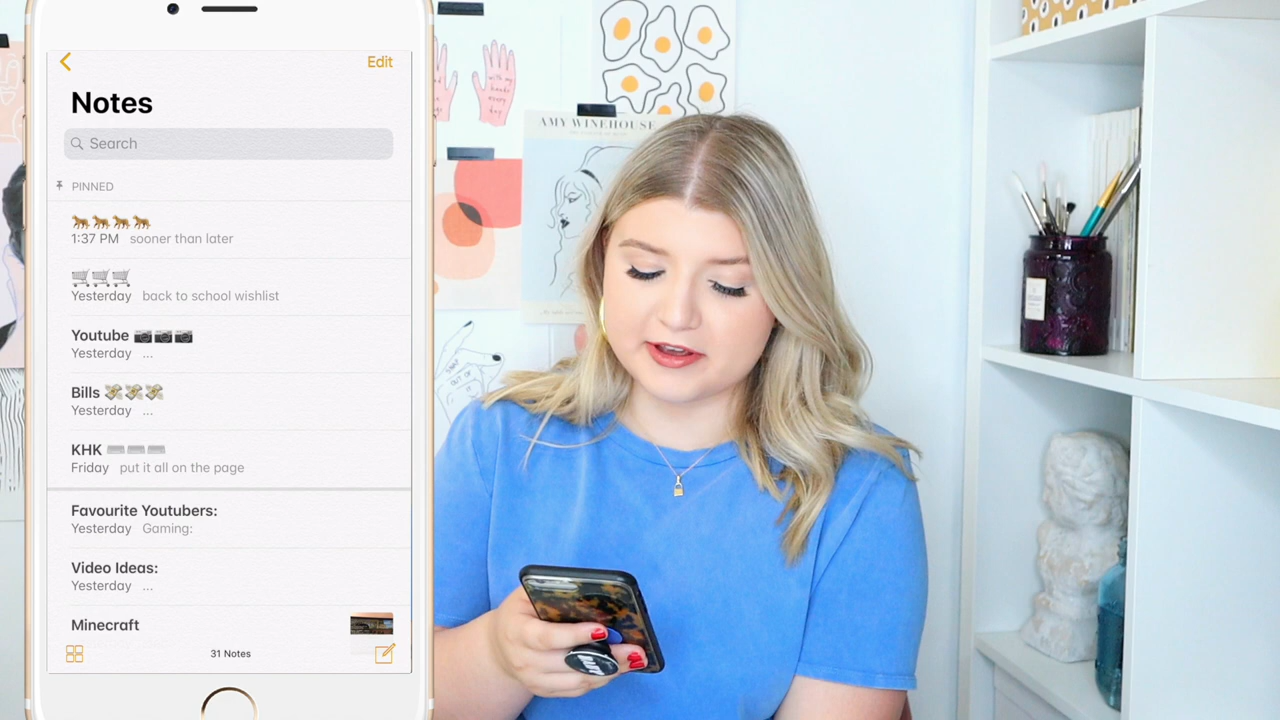 Edit
Notes
Search
PINNED
🐅🐅🐅🐅
1:37 PM sooner than later
🛒🛒🛒
Yesterday back to school wishlist
Youtube 📷📷📷
Yesterday ...
Bills 💸💸💸
Yesterday ...
KHK
Friday put it all on the page
Favourite Youtubers:
Yesterday Gaming:
Video Ideas:
Yesterday ...
Minecraft
31 Notes
AMY WINEHOUSE